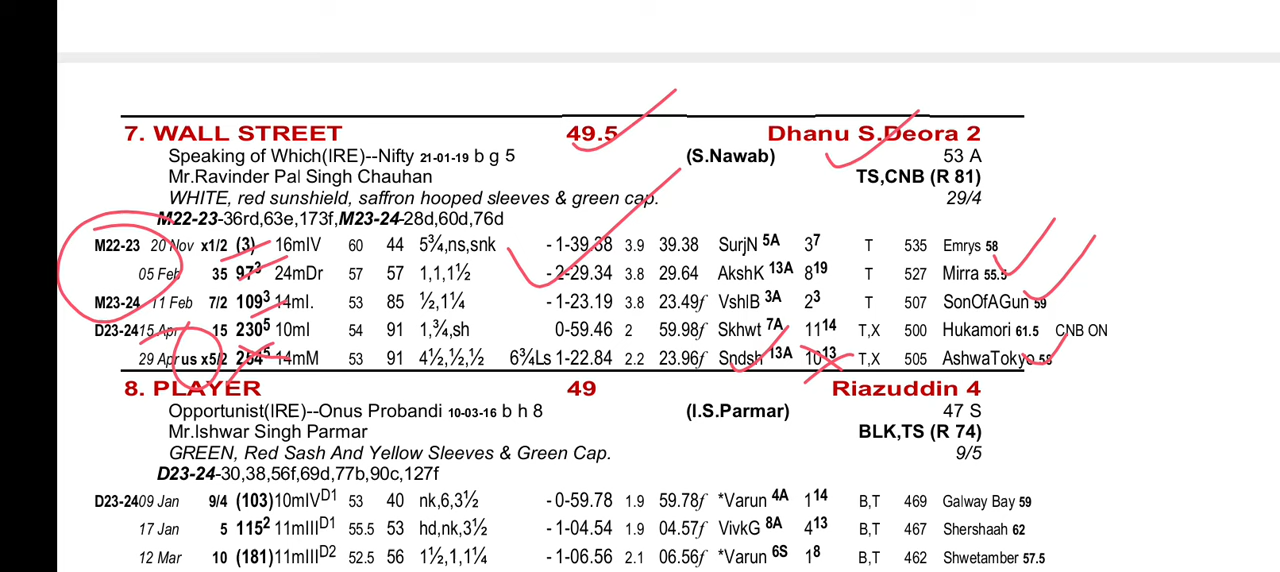 7. WALL STREET 49.5 Dhanu S.Deora 2
Speaking of Which(IRE)--Nifty 21-01-19 b g 5 (S.Nawab) 53 A
Mr.Ravinder Pal Singh Chauhan TS,CNB (R 81)
WHITE, red sunshield, saffron hooped sleeves & green cap. 29/4
M22-23-36rd,63e,173f,M23-24-28d,60d,76d
M22-23 20 Nov x1/2 (3) 16mIV 60 44 5¾,ns,snk - 1-39.38 3.9 39.38 SurjN 5A 3⁷ T 535 Emrys 58
05 Feb 35 97³ 24mDr 57 57 1,1,1½ - 2-29.34 3.8 29.64 AkshK 13A 8¹⁹ T 527 Mirra 55.5
M23-24 11 Feb 7/2 109³ 14mI. 53 85 ½,1¼ - 1-23.19 3.8 23.49f VshlB 3A 2³ T 507 SonOfAGun 59
D23-24 15 Apr 15 230⁵ 10mI 54 91 1,¾,sh 0-59.46 2 59.98f Skhwt 7A 11¹⁴ T,X 500 Hukamori 61.5 CNB ON
29 Apr us x5/2 254⁵ 14mM 53 91 4½,½,½ 6¾Ls 1-22.84 2.2 23.96f Sndsh 13A 10¹³ T,X 505 AshwaTokyo 58
8. PLAYER 49 Riazuddin 4
Opportunist(IRE)--Onus Probandi 10-03-16 b h 8 (I.S.Parmar) 47 S
Mr.Ishwar Singh Parmar BLK,TS (R 74)
GREEN, Red Sash And Yellow Sleeves & Green Cap. 9/5
D23-24-30,38,56f,69d,77b,90c,127f
D23-24 09 Jan 9/4 (103) 10mIV D1 53 40 nk,6,3½ - 0-59.78 1.9 59.78f *Varun 4A 1¹⁴ B,T 469 Galway Bay 59
17 Jan 5 115² 11mIII D1 55.5 53 hd,nk,3½ - 1-04.54 1.9 04.57f VivkG 8A 4¹³ B,T 467 Shershaah 62
12 Mar 10 (181) 11mIII D2 52.5 56 1½,1,1¼ - 1-06.56 2.1 06.56f *Varun 6S 1⁸ B,T 462 Shwetamber 57.5